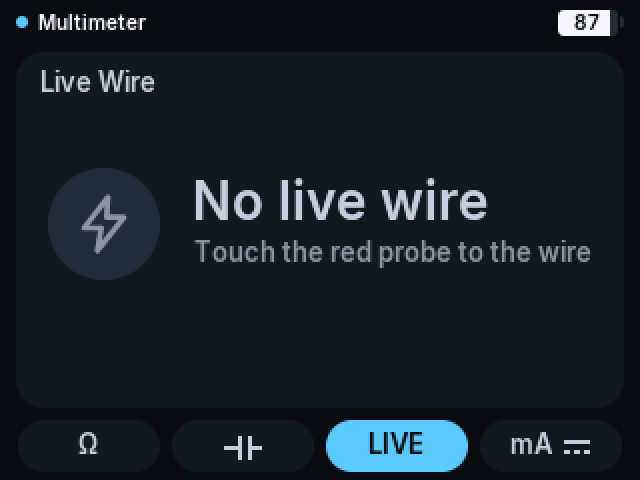 Multimeter
87
Live Wire
No live wire
Touch the red probe to the wire
Ω
LIVE
mA